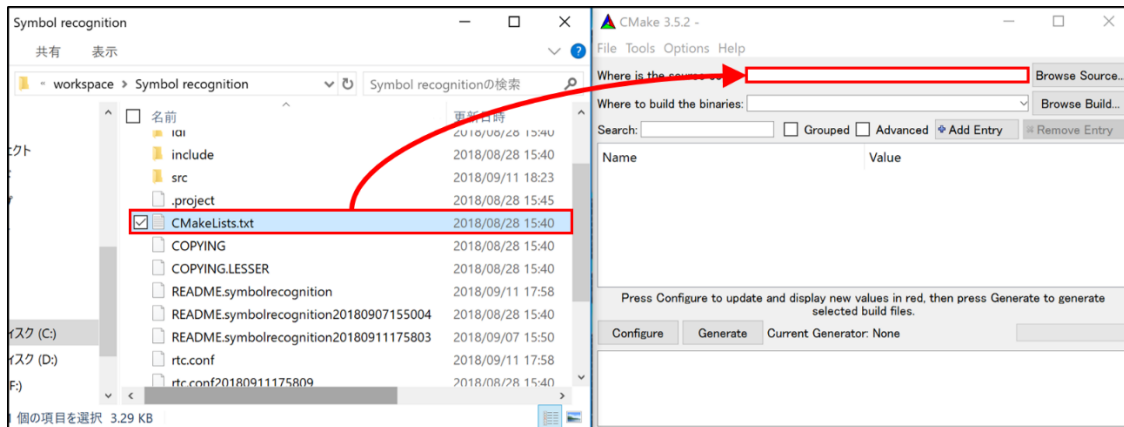 Symbol recognition
共有 表示
workspace > Symbol recognition
Symbol recognitionの検索
名前 更新日時
2018/08/28 15:40
include 2018/08/28 15:40
src 2018/09/11 18:23
.project 2018/08/28 15:45
CMakeLists.txt 2018/08/28 15:40
COPYING 2018/08/28 15:40
COPYING.LESSER 2018/08/28 15:40
README.symbolrecognition 2018/09/11 17:58
README.symbolrecognition20180907155004 2018/08/28 15:40
README.symbolrecognition20180911175803 2018/09/07 15:50
rtc.conf 2018/09/11 17:58
rtc.conf20180911175809 2018/08/28 15:40
ェクト
ィスク (C:)
ィスク (D:)
F:)
個の項目を選択 3.29 KB
CMake 3.5.2 -
File Tools Options Help
Where is the source Browse Source...
Where to build the binaries: Browse Build...
Search: Grouped Advanced Add Entry Remove Entry
Name Value
Press Configure to update and display new values in red, then press Generate to generate
selected build files.
Configure Generate Current Generator: None